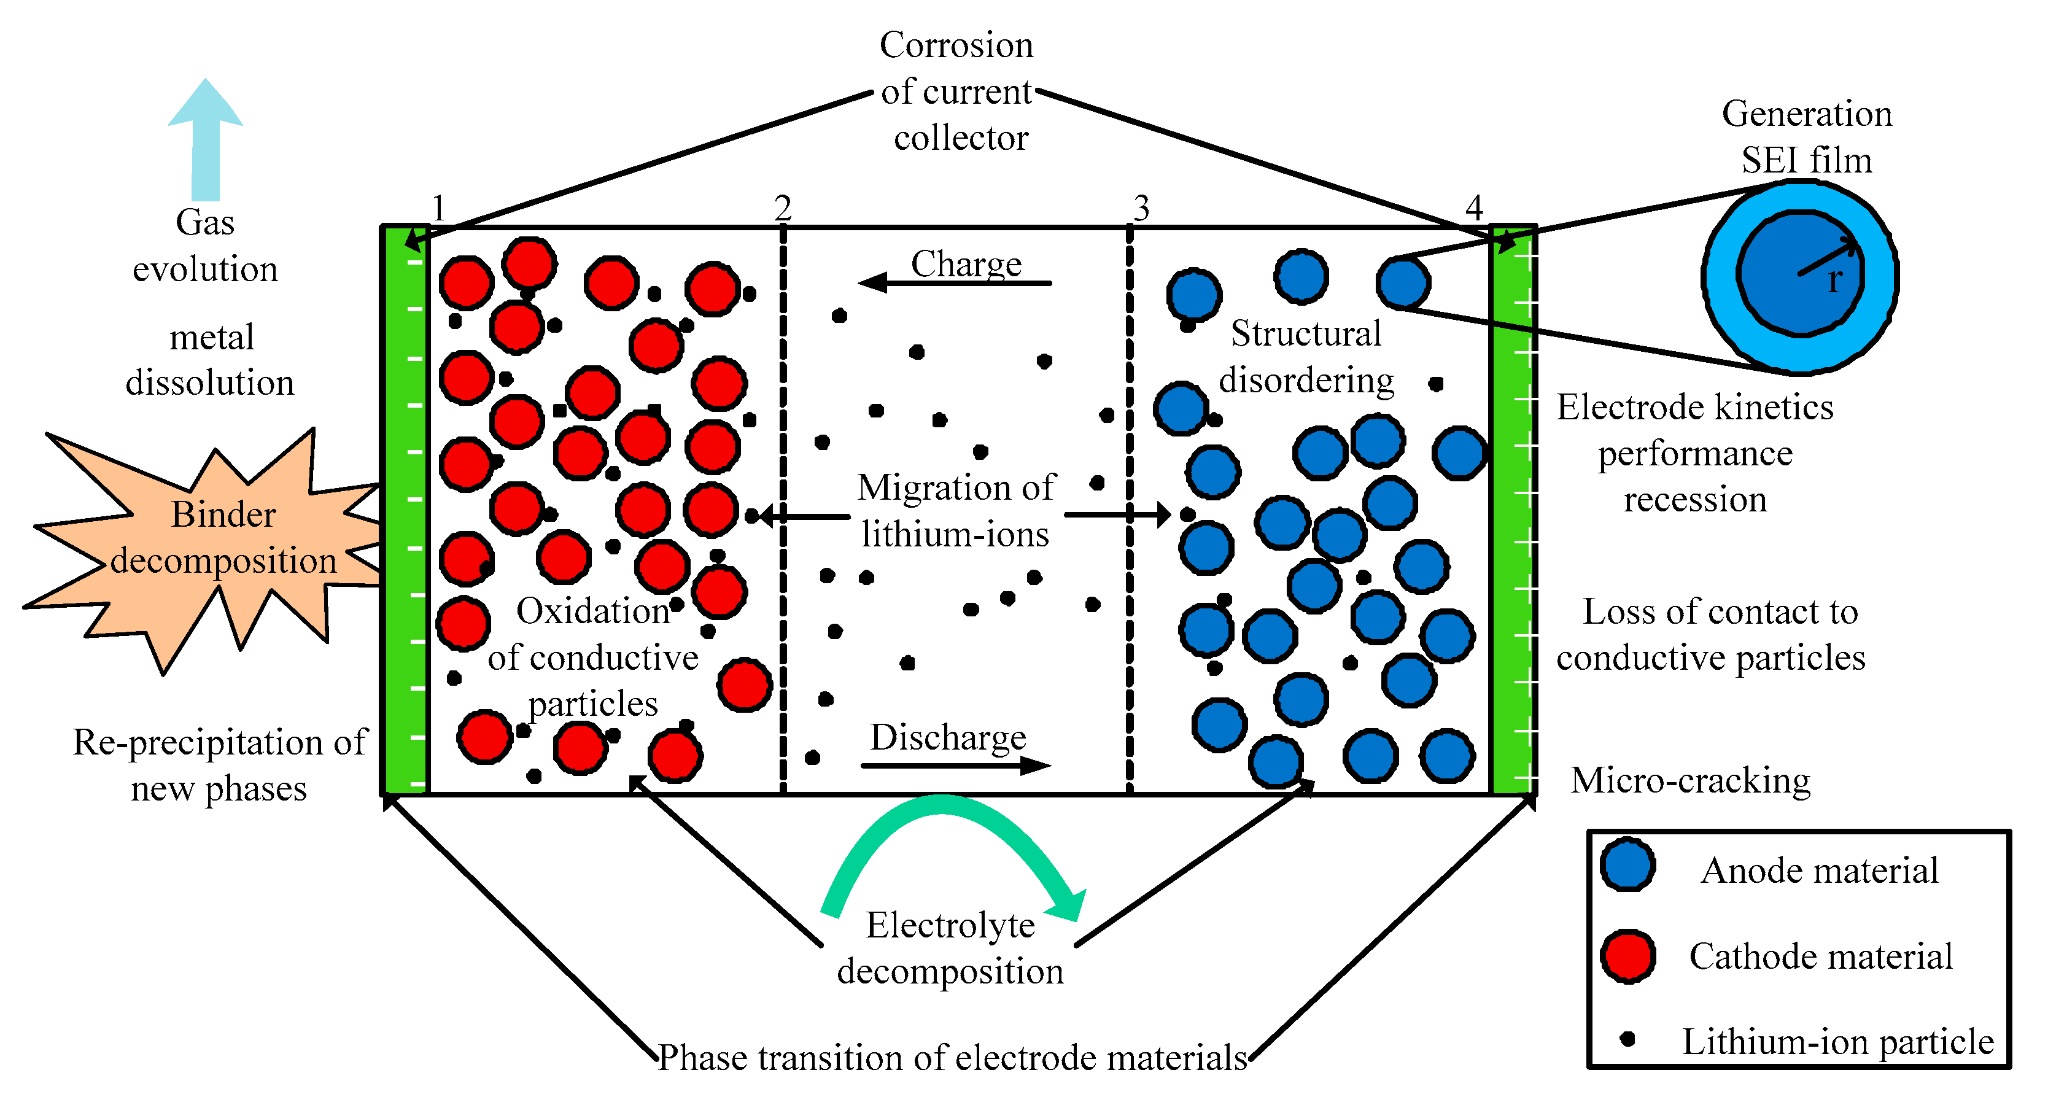 Corrosion
of current
collector
Generation
SEI film
r
Gas
evolution
metal
dissolution
Binder
decomposition
Re-precipitation of
new phases
1
2
3
4
Charge
Structural
disordering
Migration of
lithium-ions
Oxidation
of conductive
particles
Discharge
Electrode kinetics
performance
recession
Loss of contact to
conductive particles
Micro-cracking
Electrolyte
decomposition
Phase transition of electrode materials
Anode material
Cathode material
Lithium-ion particle